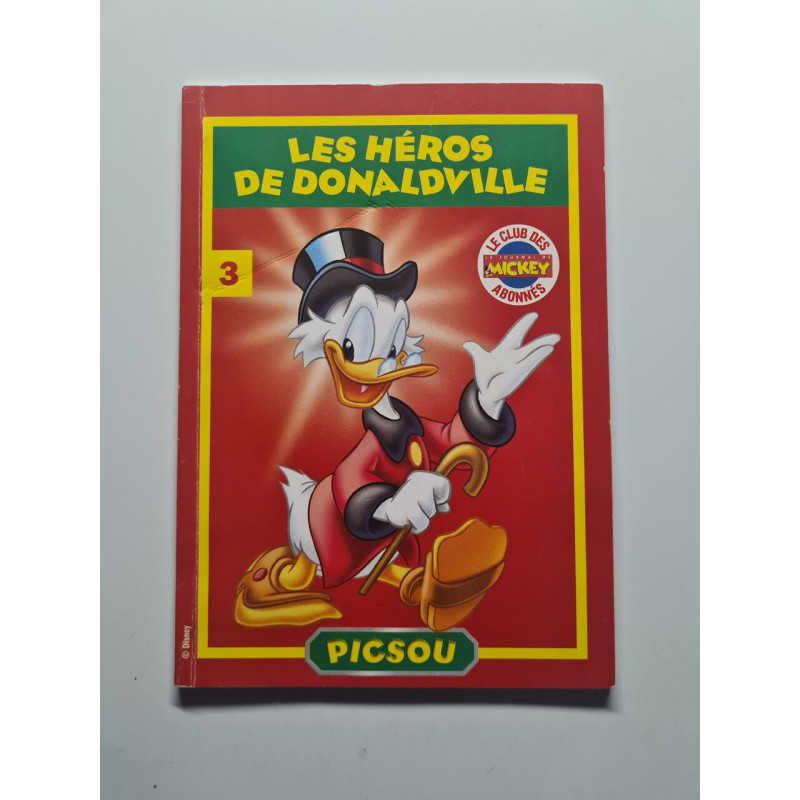 LES HÉROS
DE DONALDVILLE
3
LE CLUB DES
LE JOURNAL DE
MICKEY
ABONNÉS
© Disney
PICSOU